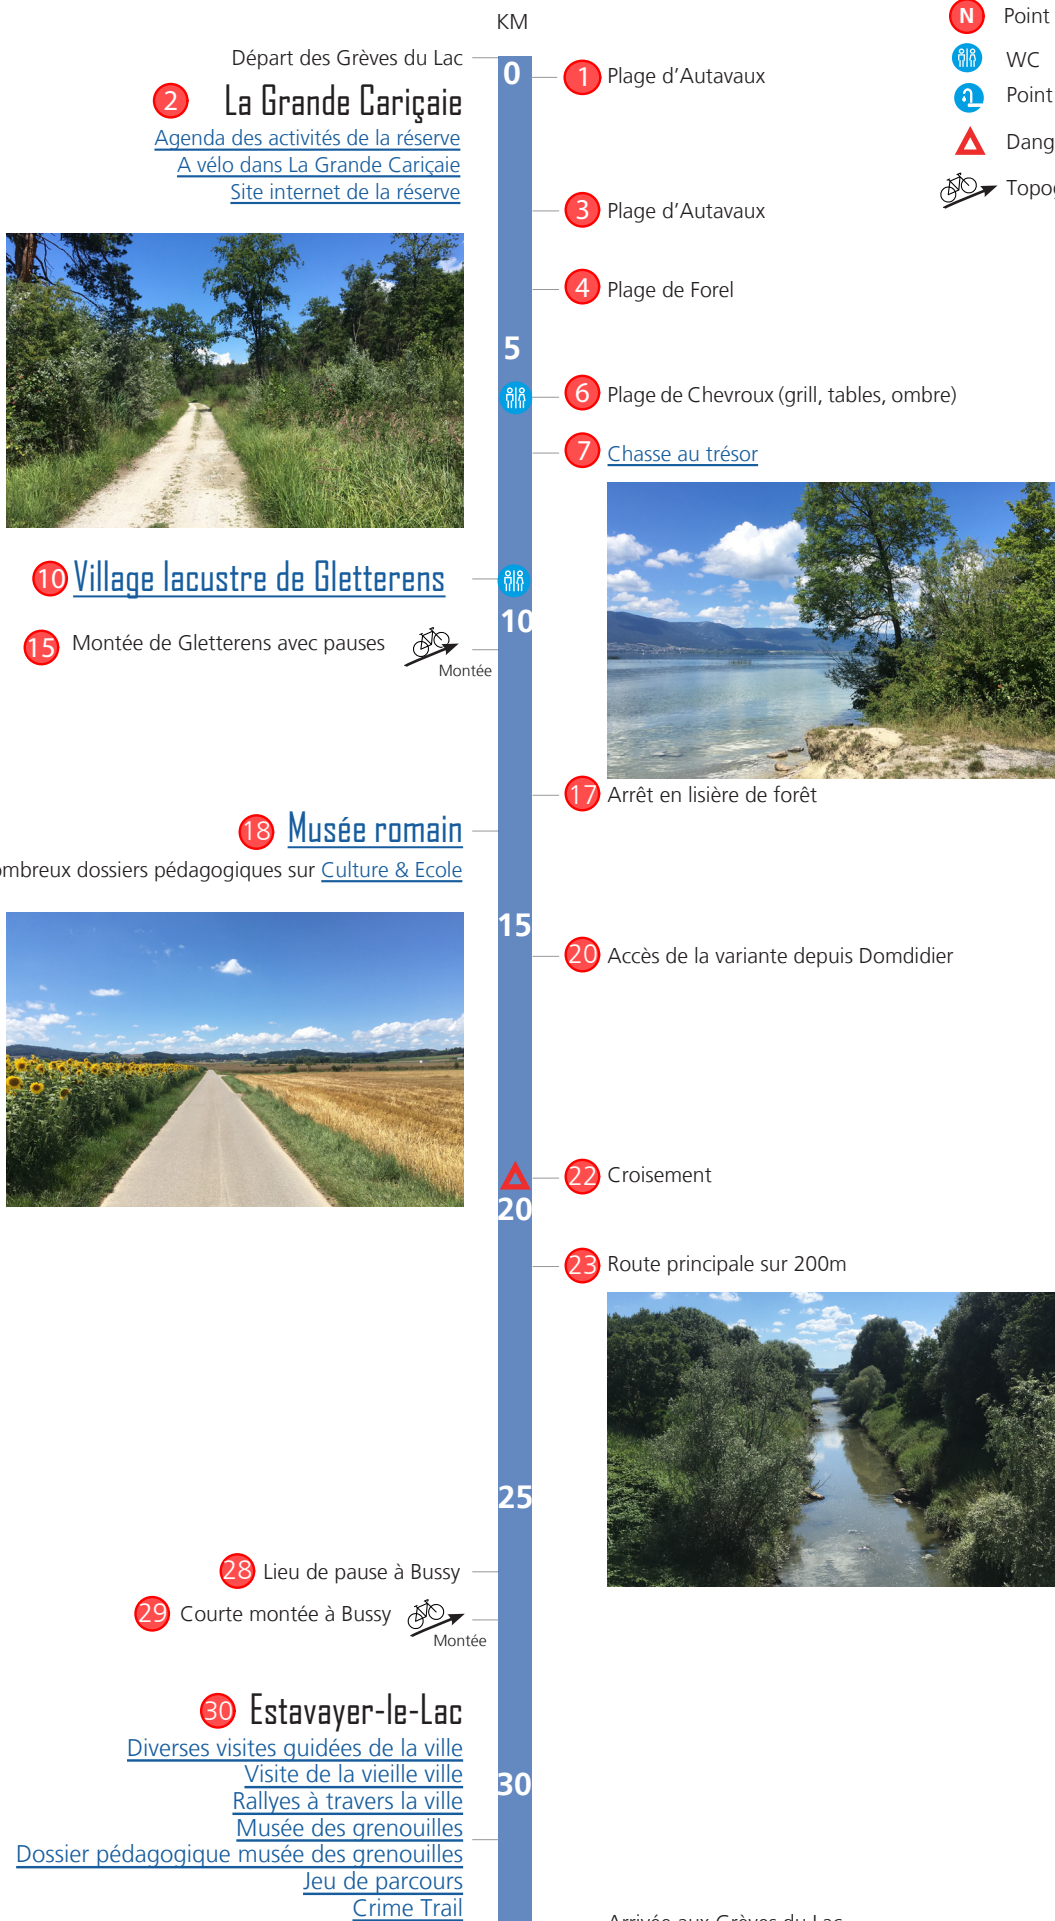 KM
N Point
WC
Point
Dang
Topog
Départ des Grèves du Lac
0
1 Plage d'Autavaux
2 La Grande Cariçaie
Agenda des activités de la réserve
A vélo dans La Grande Cariçaie
Site internet de la réserve
3 Plage d'Autavaux
4 Plage de Forel
5
6 Plage de Chevroux (grill, tables, ombre)
7 Chasse au trésor
10 Village lacustre de Gletterens
10
15 Montée de Gletterens avec pauses
Montée
17 Arrêt en lisière de forêt
18 Musée romain
ombreux dossiers pédagogiques sur Culture & Ecole
15
20 Accès de la variante depuis Domdidier
22 Croisement
20
23 Route principale sur 200m
25
28 Lieu de pause à Bussy
29 Courte montée à Bussy
Montée
30 Estavayer-le-Lac
Diverses visites guidées de la ville
Visite de la vieille ville
30
Rallyes à travers la ville
Musée des grenouilles
Dossier pédagogique musée des grenouilles
Jeu de parcours
Crime Trail
Arrivée aux Grèves du Lac